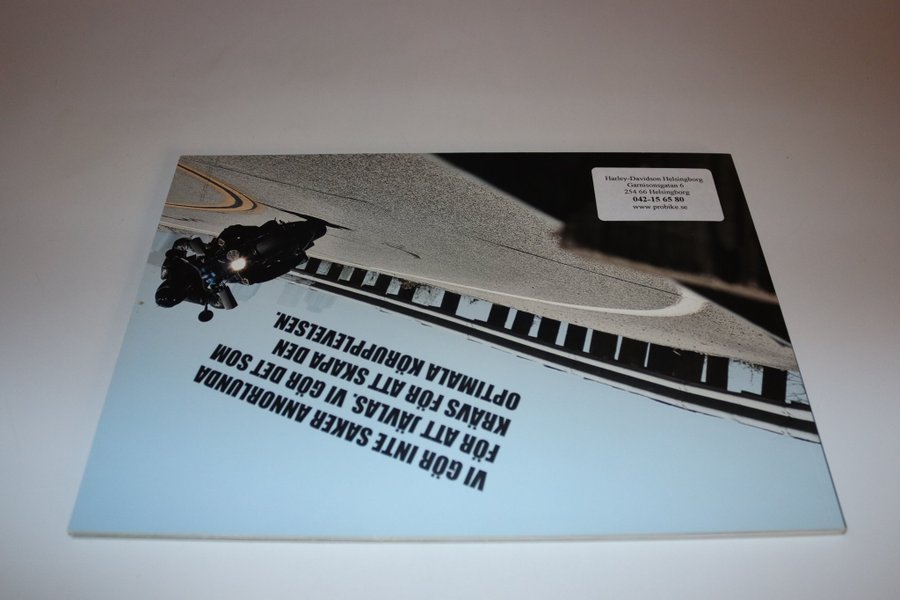 Harley-Davidson Helsingborg
Garnisonsgatan 6
254 66 Helsingborg
042-15 65 80
www.probike.se
VI GÖR INTE SAKER ANNORLUNDA
FÖR ATT JÄVLAS. VI GÖR DET SOM
KRÄVS FÖR ATT SKAPA DEN
OPTIMALA KÖRUPPLEVELSEN.